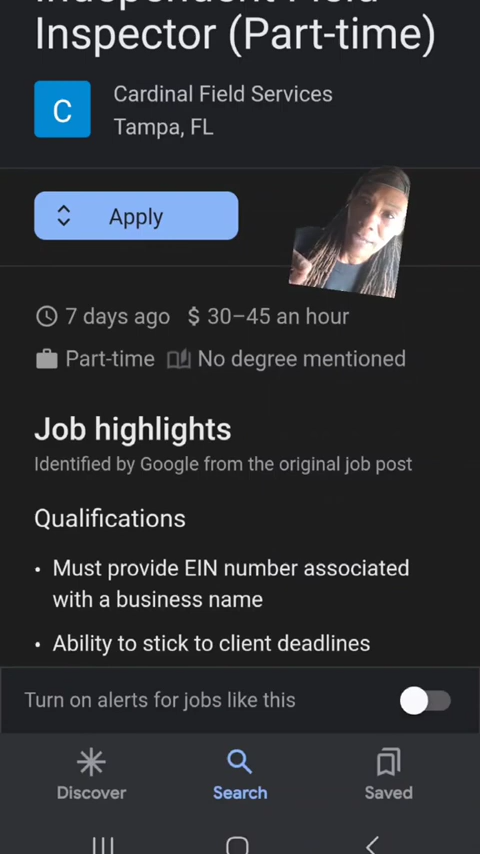 Independent Field
Inspector (Part-time)
C
Cardinal Field Services
Tampa, FL
Apply
7 days ago $ 30–45 an hour
Part-time No degree mentioned
Job highlights
Identified by Google from the original job post
Qualifications
• Must provide EIN number associated
with a business name
• Ability to stick to client deadlines
Turn on alerts for jobs like this
Discover Search Saved